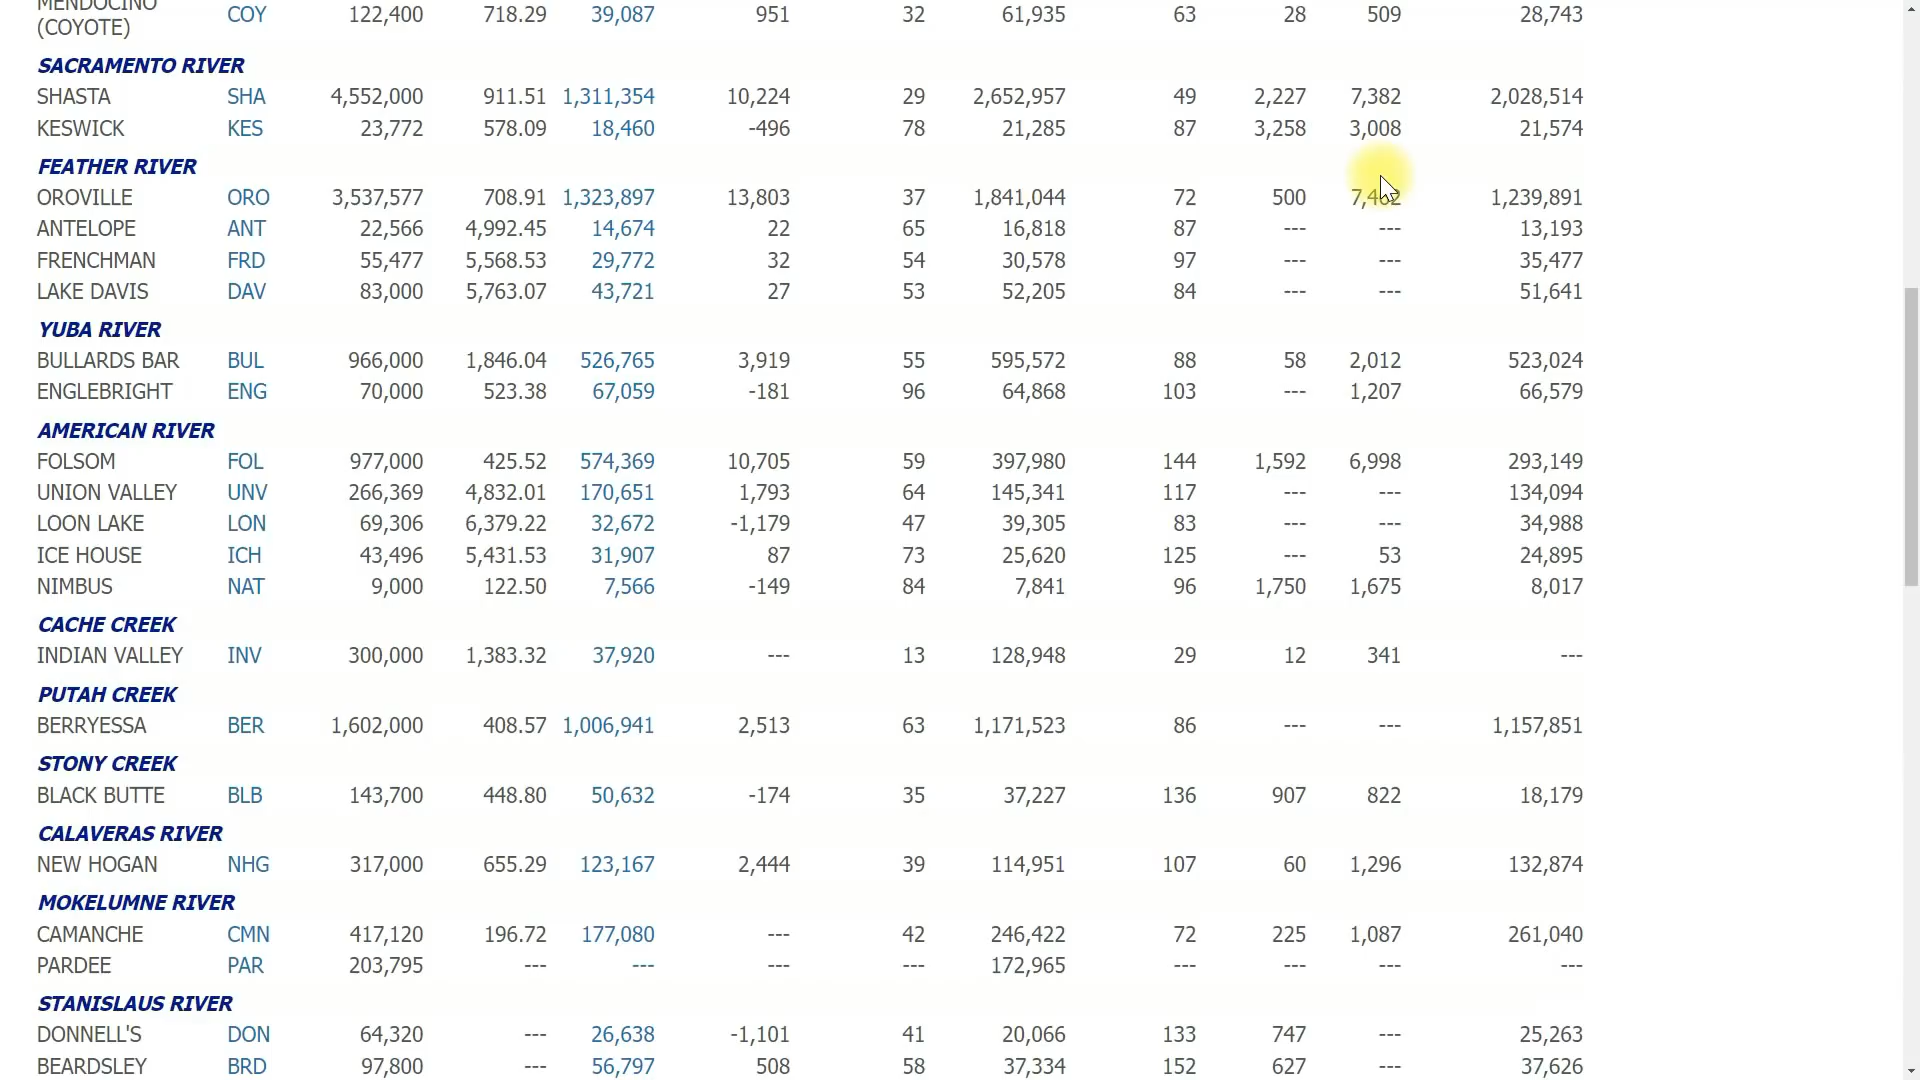 MENDOCINO (COYOTE) COY 122,400 718.29 39,087 951 32 61,935 63 28 509 28,743
SACRAMENTO RIVER
SHASTA SHA 4,552,000 911.51 1,311,354 10,224 29 2,652,957 49 2,227 7,382 2,028,514
KESWICK KES 23,772 578.09 18,460 -496 78 21,285 87 3,258 3,008 21,574
FEATHER RIVER
OROVILLE ORO 3,537,577 708.91 1,323,897 13,803 37 1,841,044 72 500 1,239,891
ANTELOPE ANT 22,566 4,992.45 14,674 22 65 16,818 87 --- --- 13,193
FRENCHMAN FRD 55,477 5,568.53 29,772 32 54 30,578 97 --- --- 35,477
LAKE DAVIS DAV 83,000 5,763.07 43,721 27 53 52,205 84 --- --- 51,641
YUBA RIVER
BULLARDS BAR BUL 966,000 1,846.04 526,765 3,919 55 595,572 88 58 2,012 523,024
ENGLEBRIGHT ENG 70,000 523.38 67,059 -181 96 64,868 103 --- 1,207 66,579
AMERICAN RIVER
FOLSOM FOL 977,000 425.52 574,369 10,705 59 397,980 144 1,592 6,998 293,149
UNION VALLEY UNV 266,369 4,832.01 170,651 1,793 64 145,341 117 --- --- 134,094
LOON LAKE LON 69,306 6,379.22 32,672 -1,179 47 39,305 83 --- --- 34,988
ICE HOUSE ICH 43,496 5,431.53 31,907 87 73 25,620 125 --- 53 24,895
NIMBUS NAT 9,000 122.50 7,566 -149 84 7,841 96 1,750 1,675 8,017
CACHE CREEK
INDIAN VALLEY INV 300,000 1,383.32 37,920 --- 13 128,948 29 12 341 ---
PUTAH CREEK
BERRYESSA BER 1,602,000 408.57 1,006,941 2,513 63 1,171,523 86 --- --- 1,157,851
STONY CREEK
BLACK BUTTE BLB 143,700 448.80 50,632 -174 35 37,227 136 907 822 18,179
CALAVERAS RIVER
NEW HOGAN NHG 317,000 655.29 123,167 2,444 39 114,951 107 60 1,296 132,874
MOKELUMNE RIVER
CAMANCHE CMN 417,120 196.72 177,080 --- 42 246,422 72 225 1,087 261,040
PARDEE PAR 203,795 --- --- --- --- 172,965 --- --- --- ---
STANISLAUS RIVER
DONNELL'S DON 64,320 --- 26,638 -1,101 41 20,066 133 747 --- 25,263
BEARDSLEY BRD 97,800 --- 56,797 508 58 37,334 152 627 --- 37,626